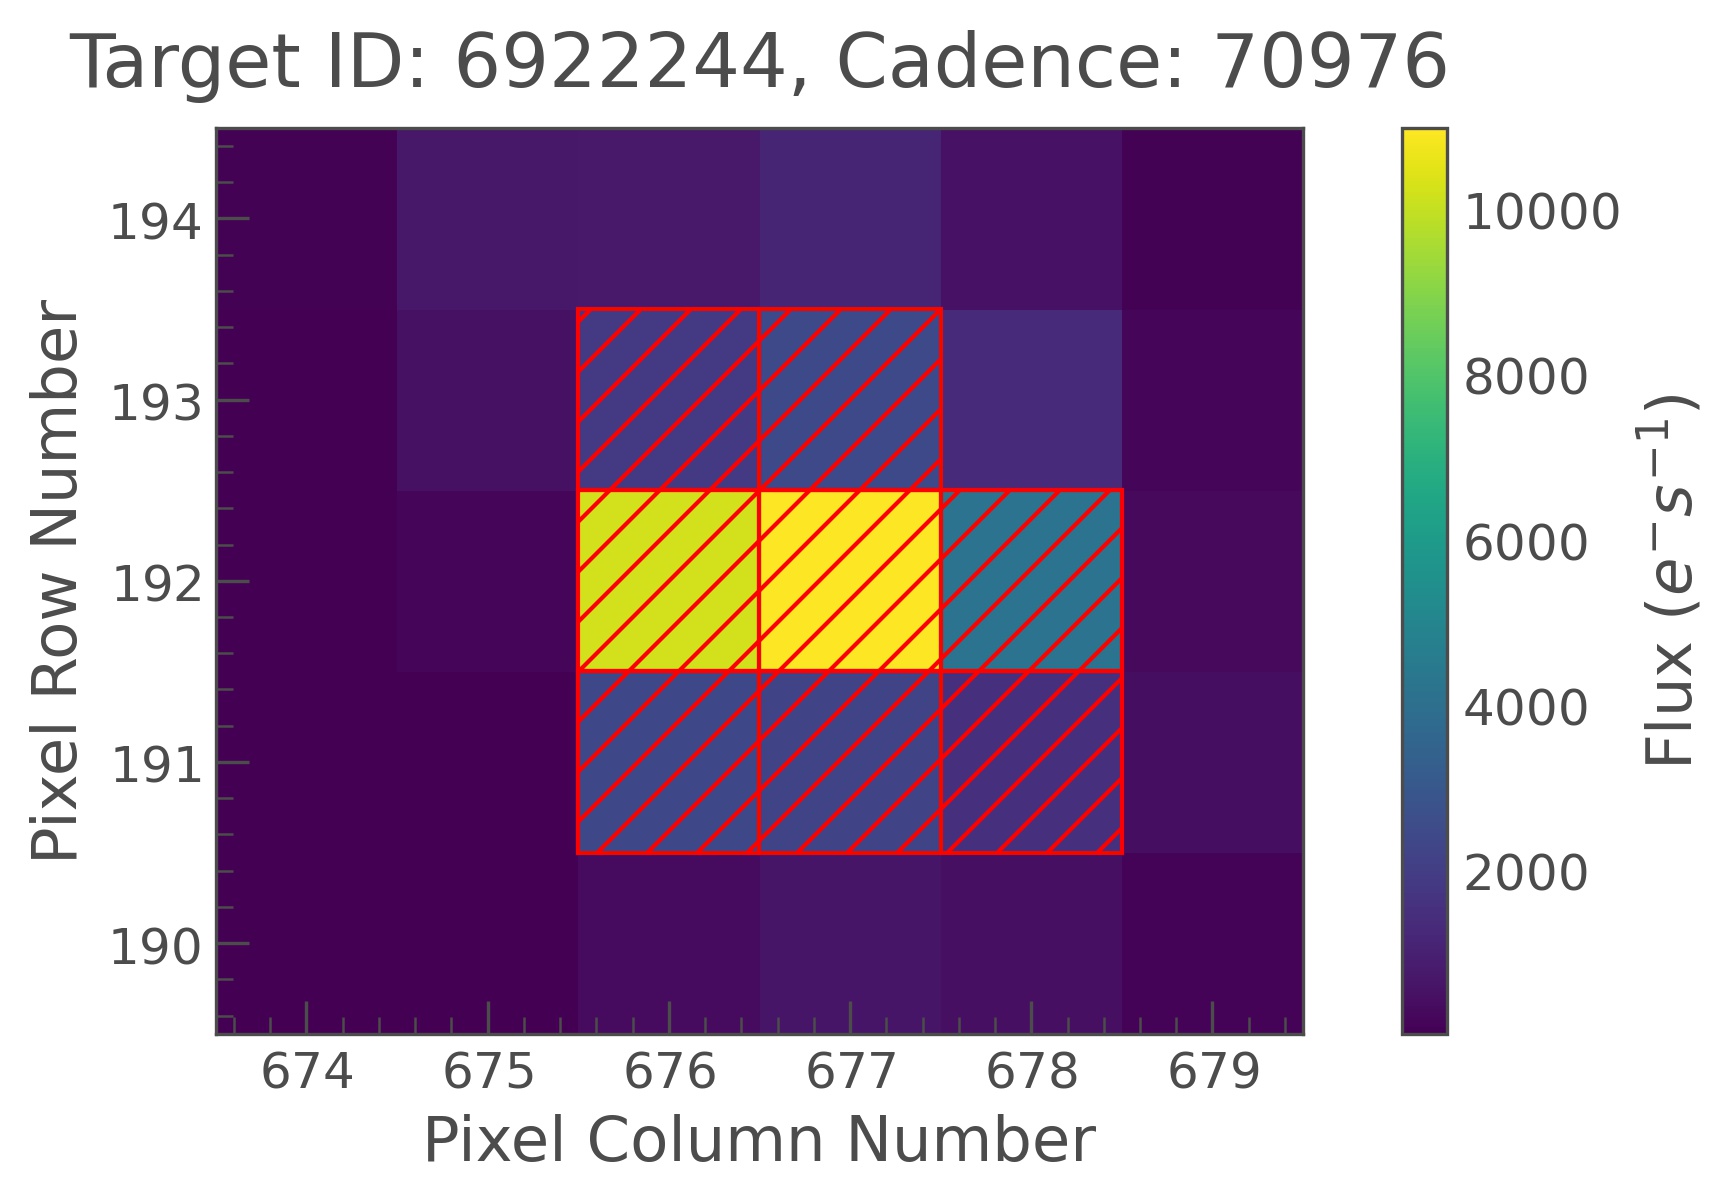 Target ID: 6922244, Cadence: 70976
Pixel Row Number
194
193
192
191
190
674 675 676 677 678 679
Pixel Column Number
10000
8000
6000
4000
2000
Flux (e⁻s⁻¹)